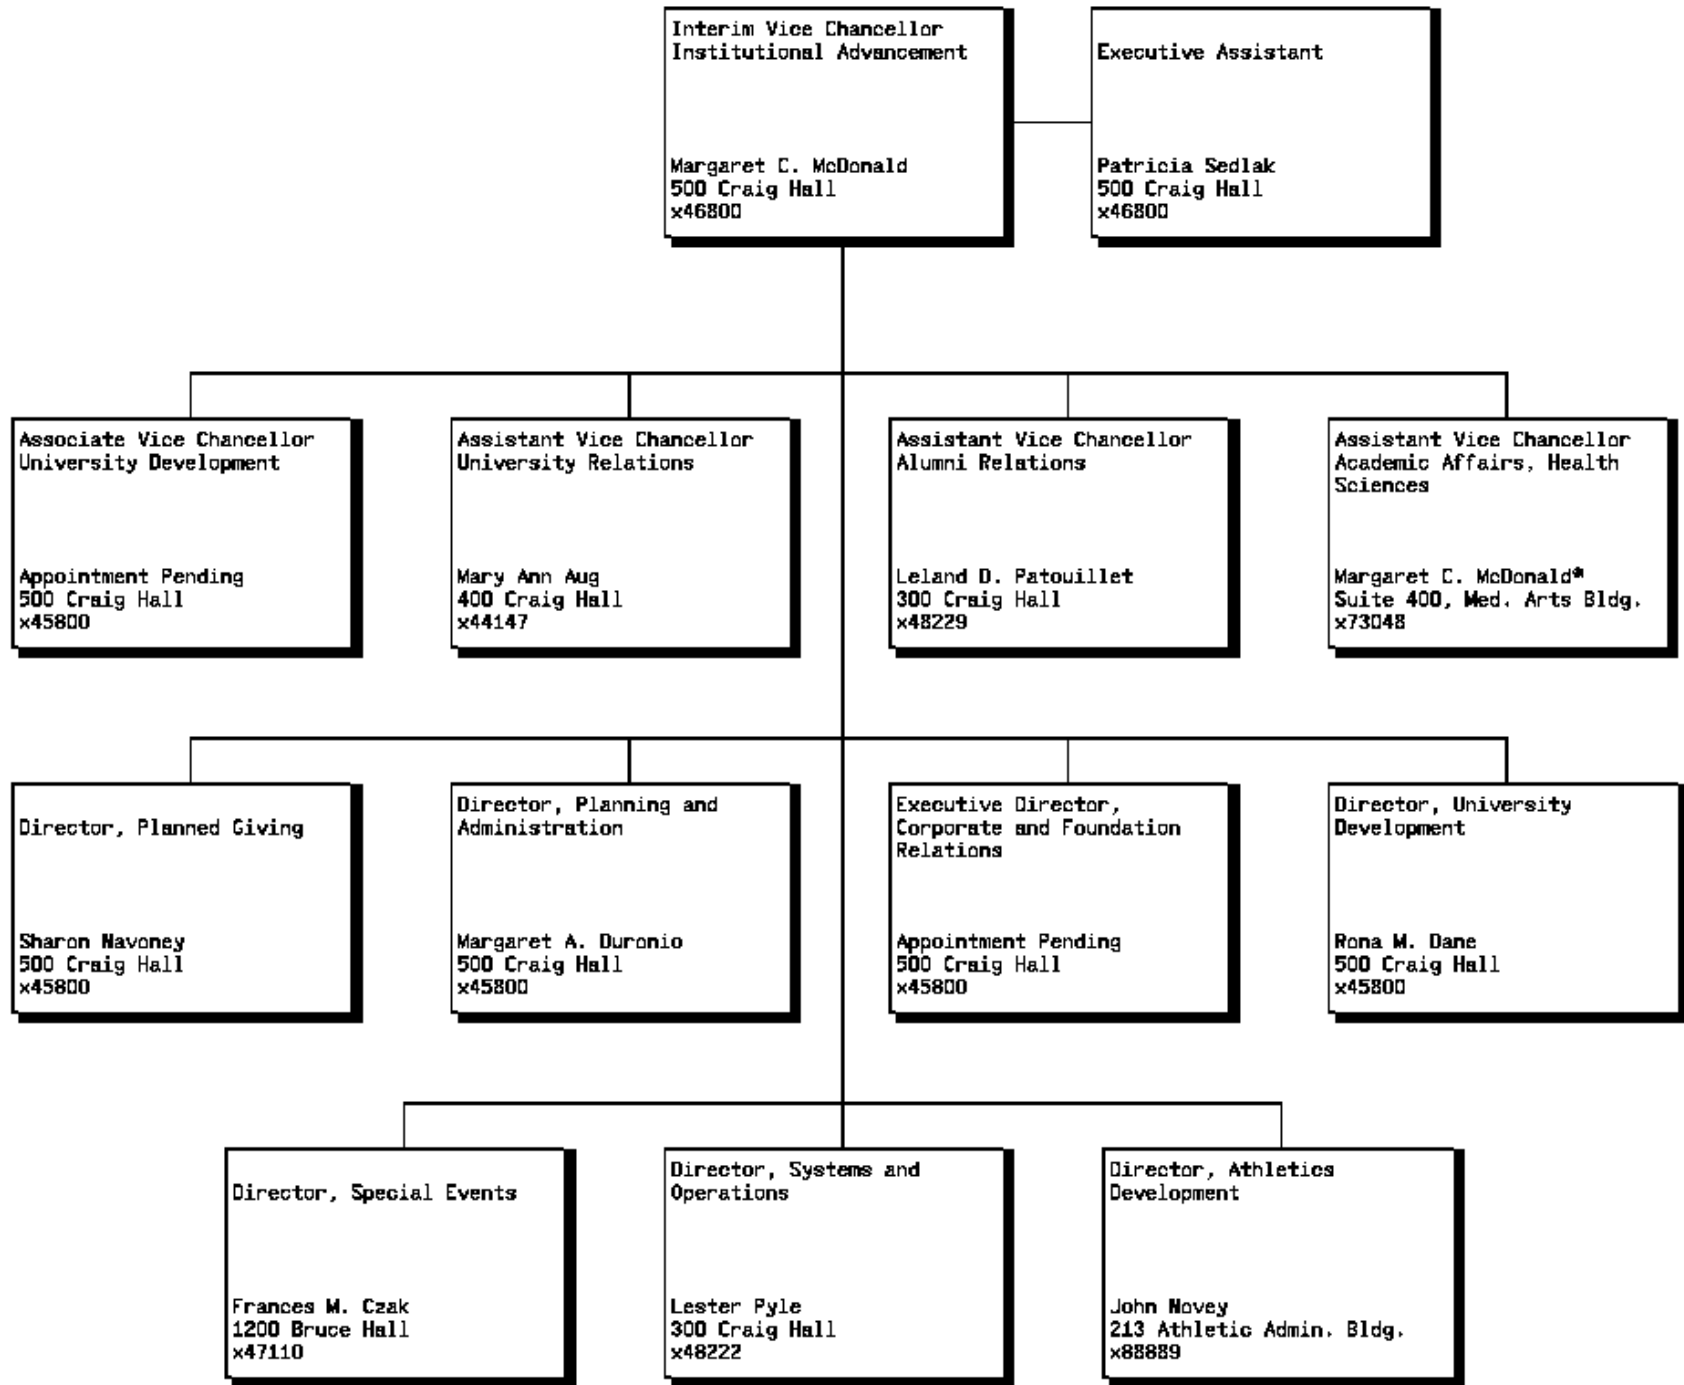 Interim Vice Chancellor
Institutional Advancement
Margaret C. McDonald
500 Craig Hall
x46800
Executive Assistant
Patricia Sedlak
500 Craig Hall
x46800
Associate Vice Chancellor
University Development
Appointment Pending
500 Craig Hall
x45800
Assistant Vice Chancellor
University Relations
Mary Ann Aug
400 Craig Hall
x44147
Assistant Vice Chancellor
Alumni Relations
Leland D. Patouillet
300 Craig Hall
x48229
Assistant Vice Chancellor
Academic Affairs, Health
Sciences
Margaret C. McDonald*
Suite 400, Med. Arts Bldg.
x73048
Director, Planned Giving
Sharon Navoney
500 Craig Hall
x45800
Director, Planning and
Administration
Margaret A. Duronio
500 Craig Hall
x45800
Executive Director,
Corporate and Foundation
Relations
Appointment Pending
500 Craig Hall
x45800
Director, University
Development
Rona M. Dane
500 Craig Hall
x45800
Director, Special Events
Frances M. Czak
1200 Bruce Hall
x47110
Director, Systems and
Operations
Lester Pyle
300 Craig Hall
x48222
Director, Athletics
Development
John Novey
213 Athletic Admin. Bldg.
x88889